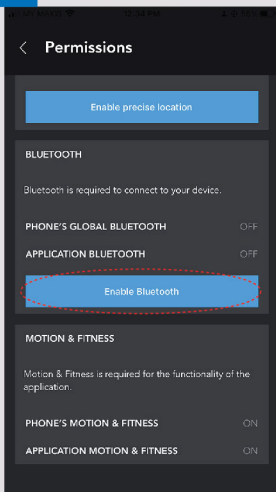 < Permissions
Enable precise location
BLUETOOTH
Bluetooth is required to connect to your device.
PHONE'S GLOBAL BLUETOOTH OFF
APPLICATION BLUETOOTH OFF
Enable Bluetooth
MOTION & FITNESS
Motion & Fitness is required for the functionality of the
application.
PHONE'S MOTION & FITNESS ON
APPLICATION MOTION & FITNESS ON